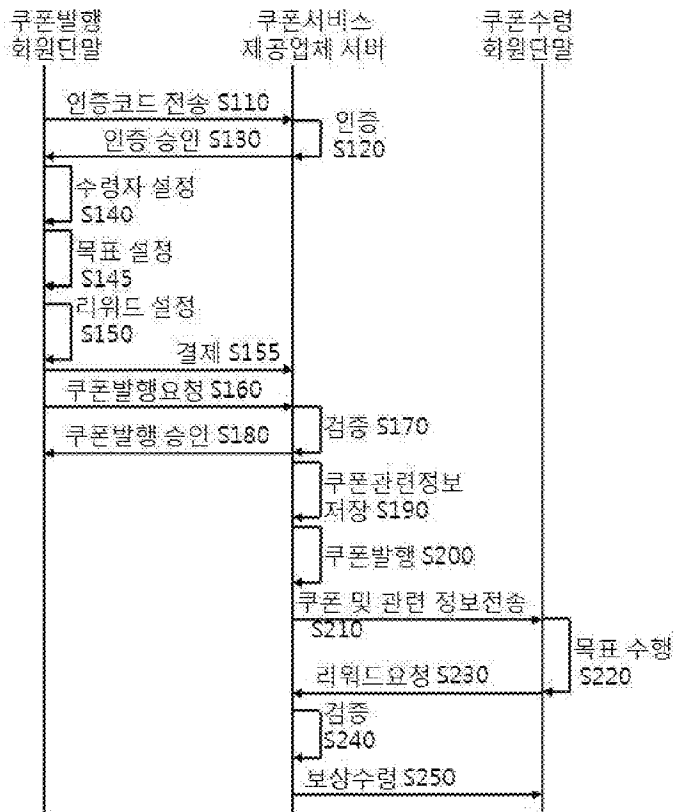 쿠폰발행
회원단말
쿠폰서비스
제공업체 서버
쿠폰수령
회원단말
인증코드 전송 S110
인증
S120
인증 승인 S130
수령자 설정
S140
목표 설정
S145
리워드 설정
S150
결제 S155
쿠폰발행요청 S160
검증 S170
쿠폰발행 승인 S180
쿠폰관련정보
저장 S190
쿠폰발행 S200
쿠폰 및 관련 정보전송
S210
목표 수행
S220
리워드요청 S230
검증
S240
보상수령 S250